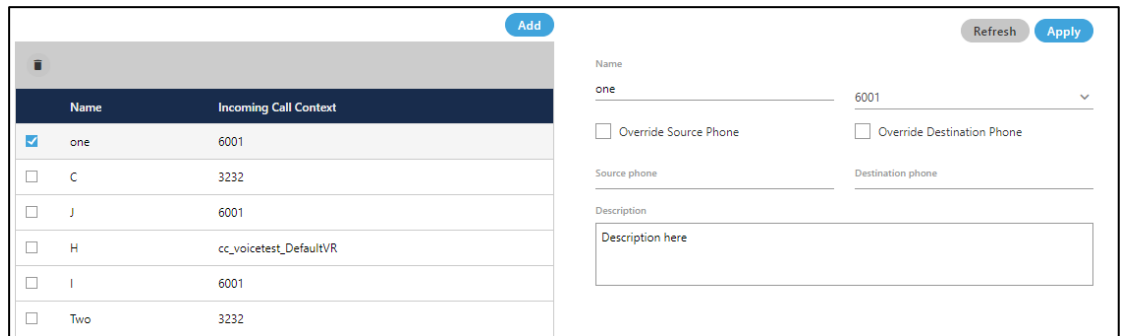 Add
Name Incoming Call Context
one 6001
C 3232
J 6001
H cc_voicetest_DefaultVR
I 6001
Two 3232
Refresh Apply
Name
one
6001
Override Source Phone Override Destination Phone
Source phone Destination phone
Description
Description here